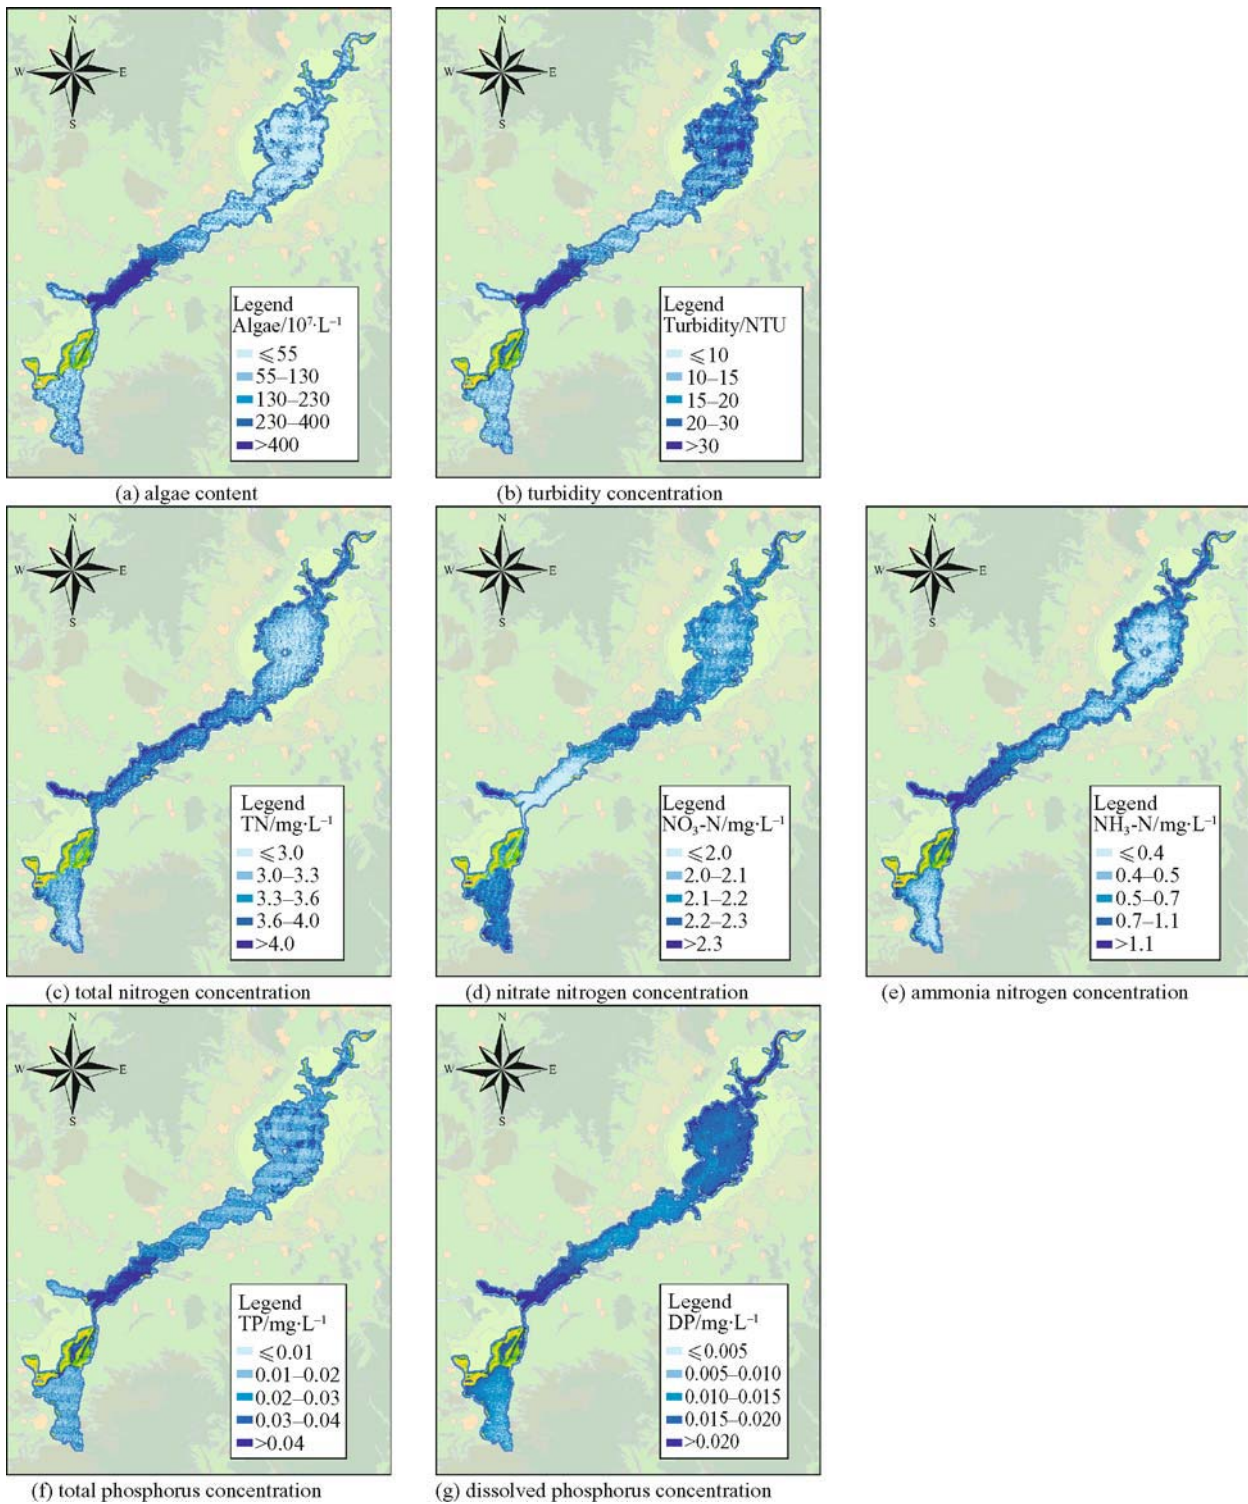 N
W E
S
Legend
Algae/10⁷·L⁻¹
⩽55
55–130
130–230
230–400
>400
(a) algae content
N
W E
S
Legend
Turbidity/NTU
⩽10
10–15
15–20
20–30
>30
(b) turbidity concentration
N
W E
S
Legend
TN/mg·L⁻¹
⩽3.0
3.0–3.3
3.3–3.6
3.6–4.0
>4.0
(c) total nitrogen concentration
N
W E
S
Legend
NO₃-N/mg·L⁻¹
⩽2.0
2.0–2.1
2.1–2.2
2.2–2.3
>2.3
(d) nitrate nitrogen concentration
N
W E
S
Legend
NH₃-N/mg·L⁻¹
⩽0.4
0.4–0.5
0.5–0.7
0.7–1.1
>1.1
(e) ammonia nitrogen concentration
N
W E
S
Legend
TP/mg·L⁻¹
⩽0.01
0.01–0.02
0.02–0.03
0.03–0.04
>0.04
(f) total phosphorus concentration
N
W E
S
Legend
DP/mg·L⁻¹
⩽0.005
0.005–0.010
0.010–0.015
0.015–0.020
>0.020
(g) dissolved phosphorus concentration